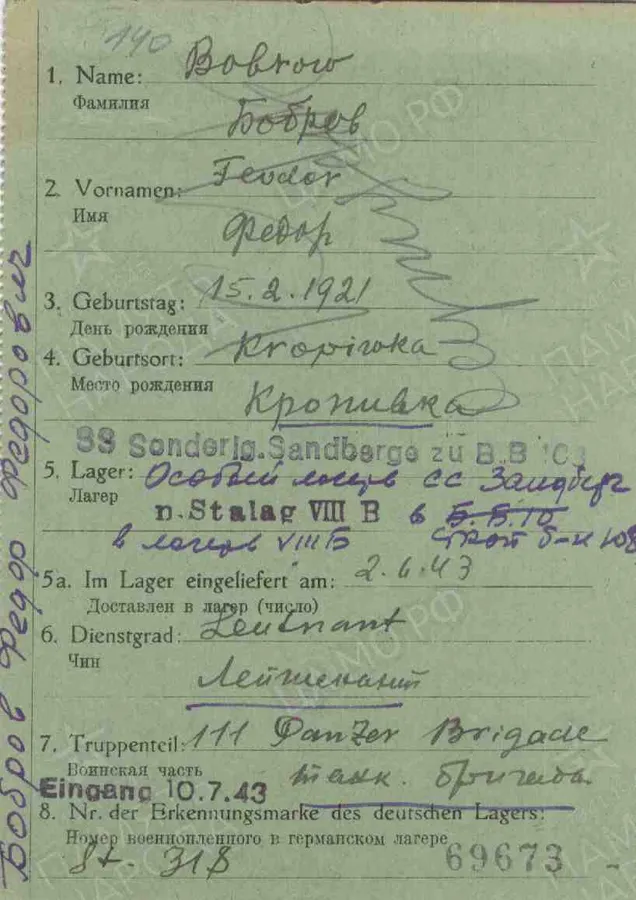 140
1. Name: Bobrow
Фамилия
Бобров
2. Vornamen: Feodor
Имя
Федор
3. Geburtstag: 15.2.1921
День рождения
4. Geburtsort: Kropiwka
Место рождения
Кропивка
SS Sonderlg. Sandberge zu B.B
5. Lager: Особый лагерь СС Зандберг
Лагер
n. Stalag VIII B в Б.Б.
в лагерь VIIIБ строит б-н
5a. Im Lager eingeliefert am: 2.6.43
Доставлен в лагер (число)
6. Dienstgrad: Leutnant
Чин
Лейтенант
7. Truppenteil: 111 Panzer Brigade
Воинская часть танк. бригада
Eingang 10.7.43
8. Nr. der Erkennungsmarke des deutschen Lagers:
Номер военнопленного в германском лагере
318 69673
Бобров Федор Федорович